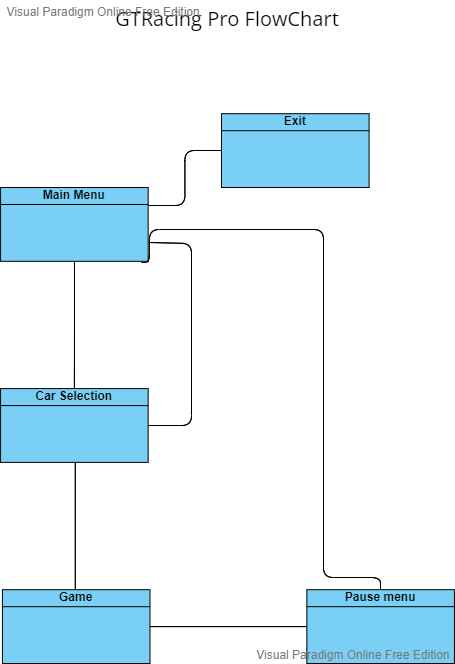 Visual Paradigm Online Free Edition
GTRacing Pro FlowChart
Exit
Main Menu
Car Selection
Game
Pause menu
Visual Paradigm Online Free Edition